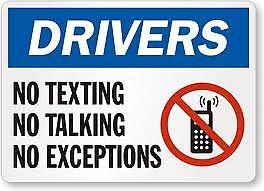 DRIVERS
NO TEXTING
NO TALKING
NO EXCEPTIONS